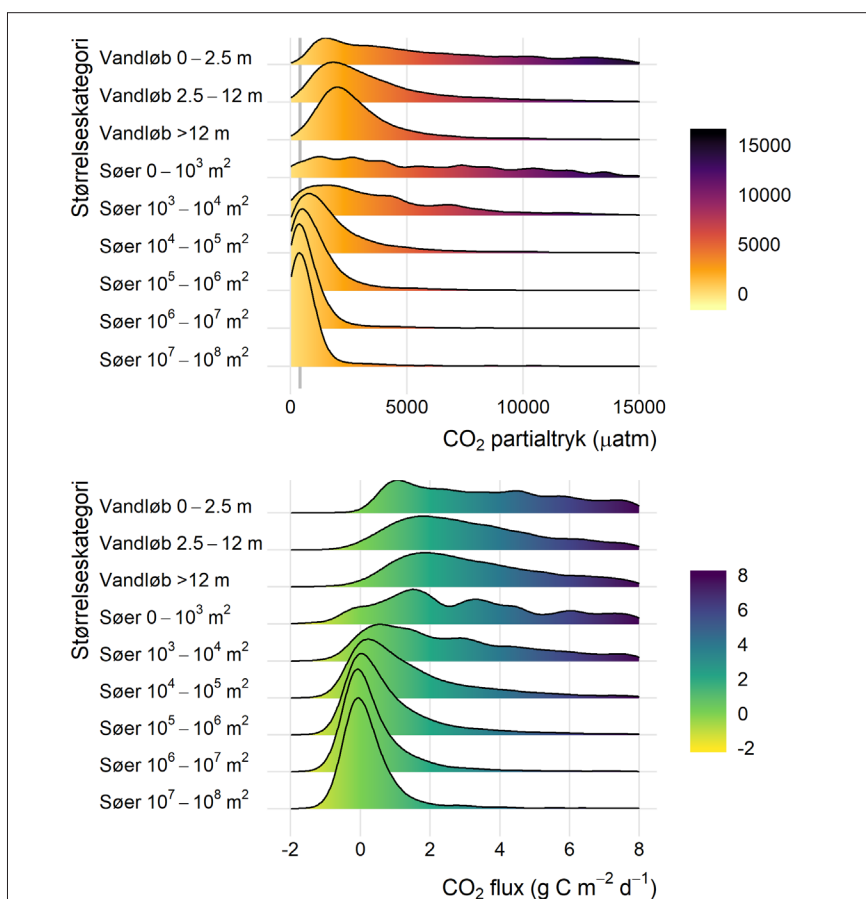 Størrelseskategori
Vandløb 0 – 2.5 m
Vandløb 2.5 – 12 m
Vandløb >12 m
Søer 0 – 10³ m²
Søer 10³ – 10⁴ m²
Søer 10⁴ – 10⁵ m²
Søer 10⁵ – 10⁶ m²
Søer 10⁶ – 10⁷ m²
Søer 10⁷ – 10⁸ m²
0 5000 10000 15000
CO₂ partialtryk (µatm)
15000
10000
5000
0
Størrelseskategori
Vandløb 0 – 2.5 m
Vandløb 2.5 – 12 m
Vandløb >12 m
Søer 0 – 10³ m²
Søer 10³ – 10⁴ m²
Søer 10⁴ – 10⁵ m²
Søer 10⁵ – 10⁶ m²
Søer 10⁶ – 10⁷ m²
Søer 10⁷ – 10⁸ m²
-2 0 2 4 6 8
CO₂ flux (g C m⁻² d⁻¹)
8
6
4
2
0
-2